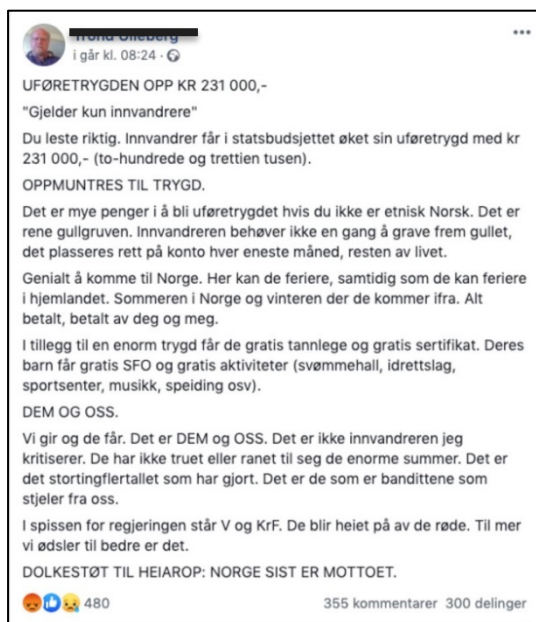 i går kl. 08:24 ·
UFØRETRYGDEN OPP KR 231 000,-
"Gjelder kun innvandrere"
Du leste riktig. Innvandrer får i statsbudsjettet øket sin uføretrygd med kr
231 000,- (to-hundrede og trettien tusen).
OPPMUNTRES TIL TRYGD.
Det er mye penger i å bli uføretrygdet hvis du ikke er etnisk Norsk. Det er
rene gullgruven. Innvandreren behøver ikke en gang å grave frem gullet,
det plasseres rett på konto hver eneste måned, resten av livet.
Genialt å komme til Norge. Her kan de feriere, samtidig som de kan feriere
i hjemlandet. Sommeren i Norge og vinteren der de kommer ifra. Alt
betalt, betalt av deg og meg.
I tillegg til en enorm trygd får de gratis tannlege og gratis sertifikat. Deres
barn får gratis SFO og gratis aktiviteter (svømmehall, idrettslag,
sportsenter, musikk, speiding osv).
DEM OG OSS.
Vi gir og de får. Det er DEM og OSS. Det er ikke innvandreren jeg
kritiserer. De har ikke truet eller ranet til seg de enorme summer. Det er
det stortingflertallet som har gjort. Det er de som er bandittene som
stjeler fra oss.
I spissen for regjeringen står V og KrF. De blir heiet på av de røde. Til mer
vi ødsler til bedre er det.
DOLKESTØT TIL HEIAROP: NORGE SIST ER MOTTOET.
480 355 kommentarer 300 delinger